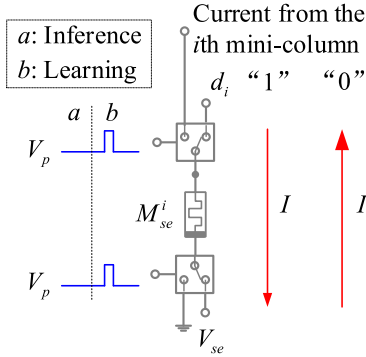 a: Inference
b: Learning
Current from the
ith mini-column
d_i "1" "0"
a b
V_p
M_se^i
I I
V_p
V_se